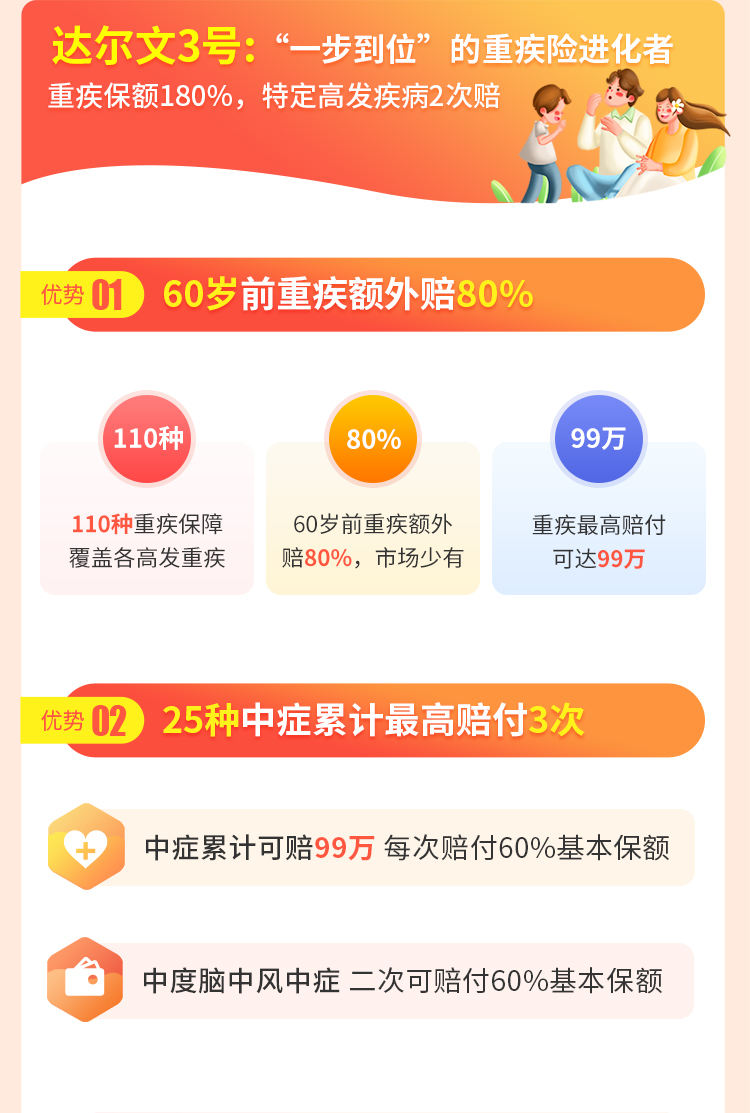 达尔文3号:“一步到位”的重疾险进化者
重疾保额180%，特定高发疾病2次赔
优势 01
60岁前重疾额外赔80%
110种
80%
99万
110种重疾保障
覆盖各高发重疾
60岁前重疾额外
赔80%，市场少有
重疾最高赔付
可达99万
优势 02
25种中症累计最高赔付3次
中症累计可赔99万 每次赔付60%基本保额
中度脑中风中症 二次可赔付60%基本保额